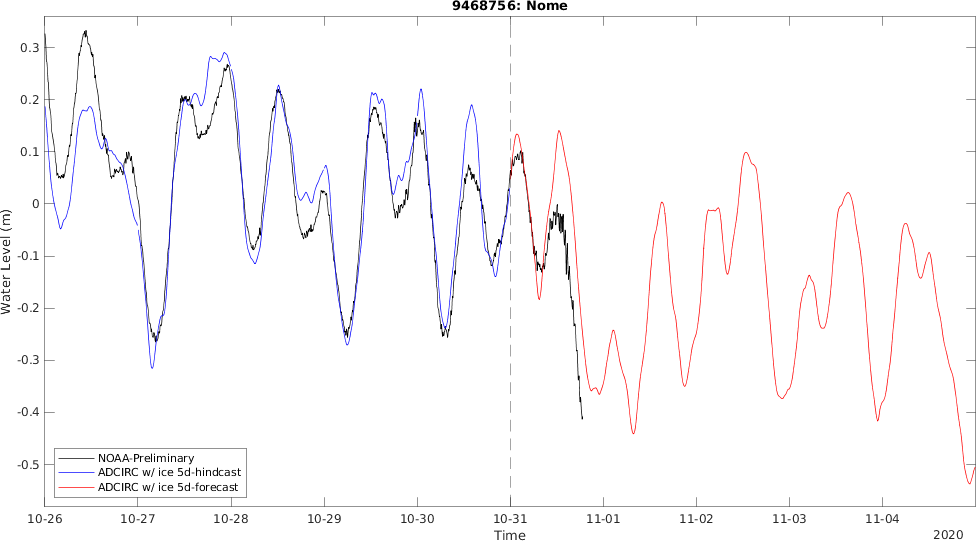 9468756: Nome
0.3
0.2
0.1
0
-0.1
-0.2
-0.3
-0.4
-0.5
Water Level (m)
NOAA-Preliminary
ADCIRC w/ ice 5d-hindcast
ADCIRC w/ ice 5d-forecast
10-26 10-27 10-28 10-29 10-30 10-31 11-01 11-02 11-03 11-04
Time
2020